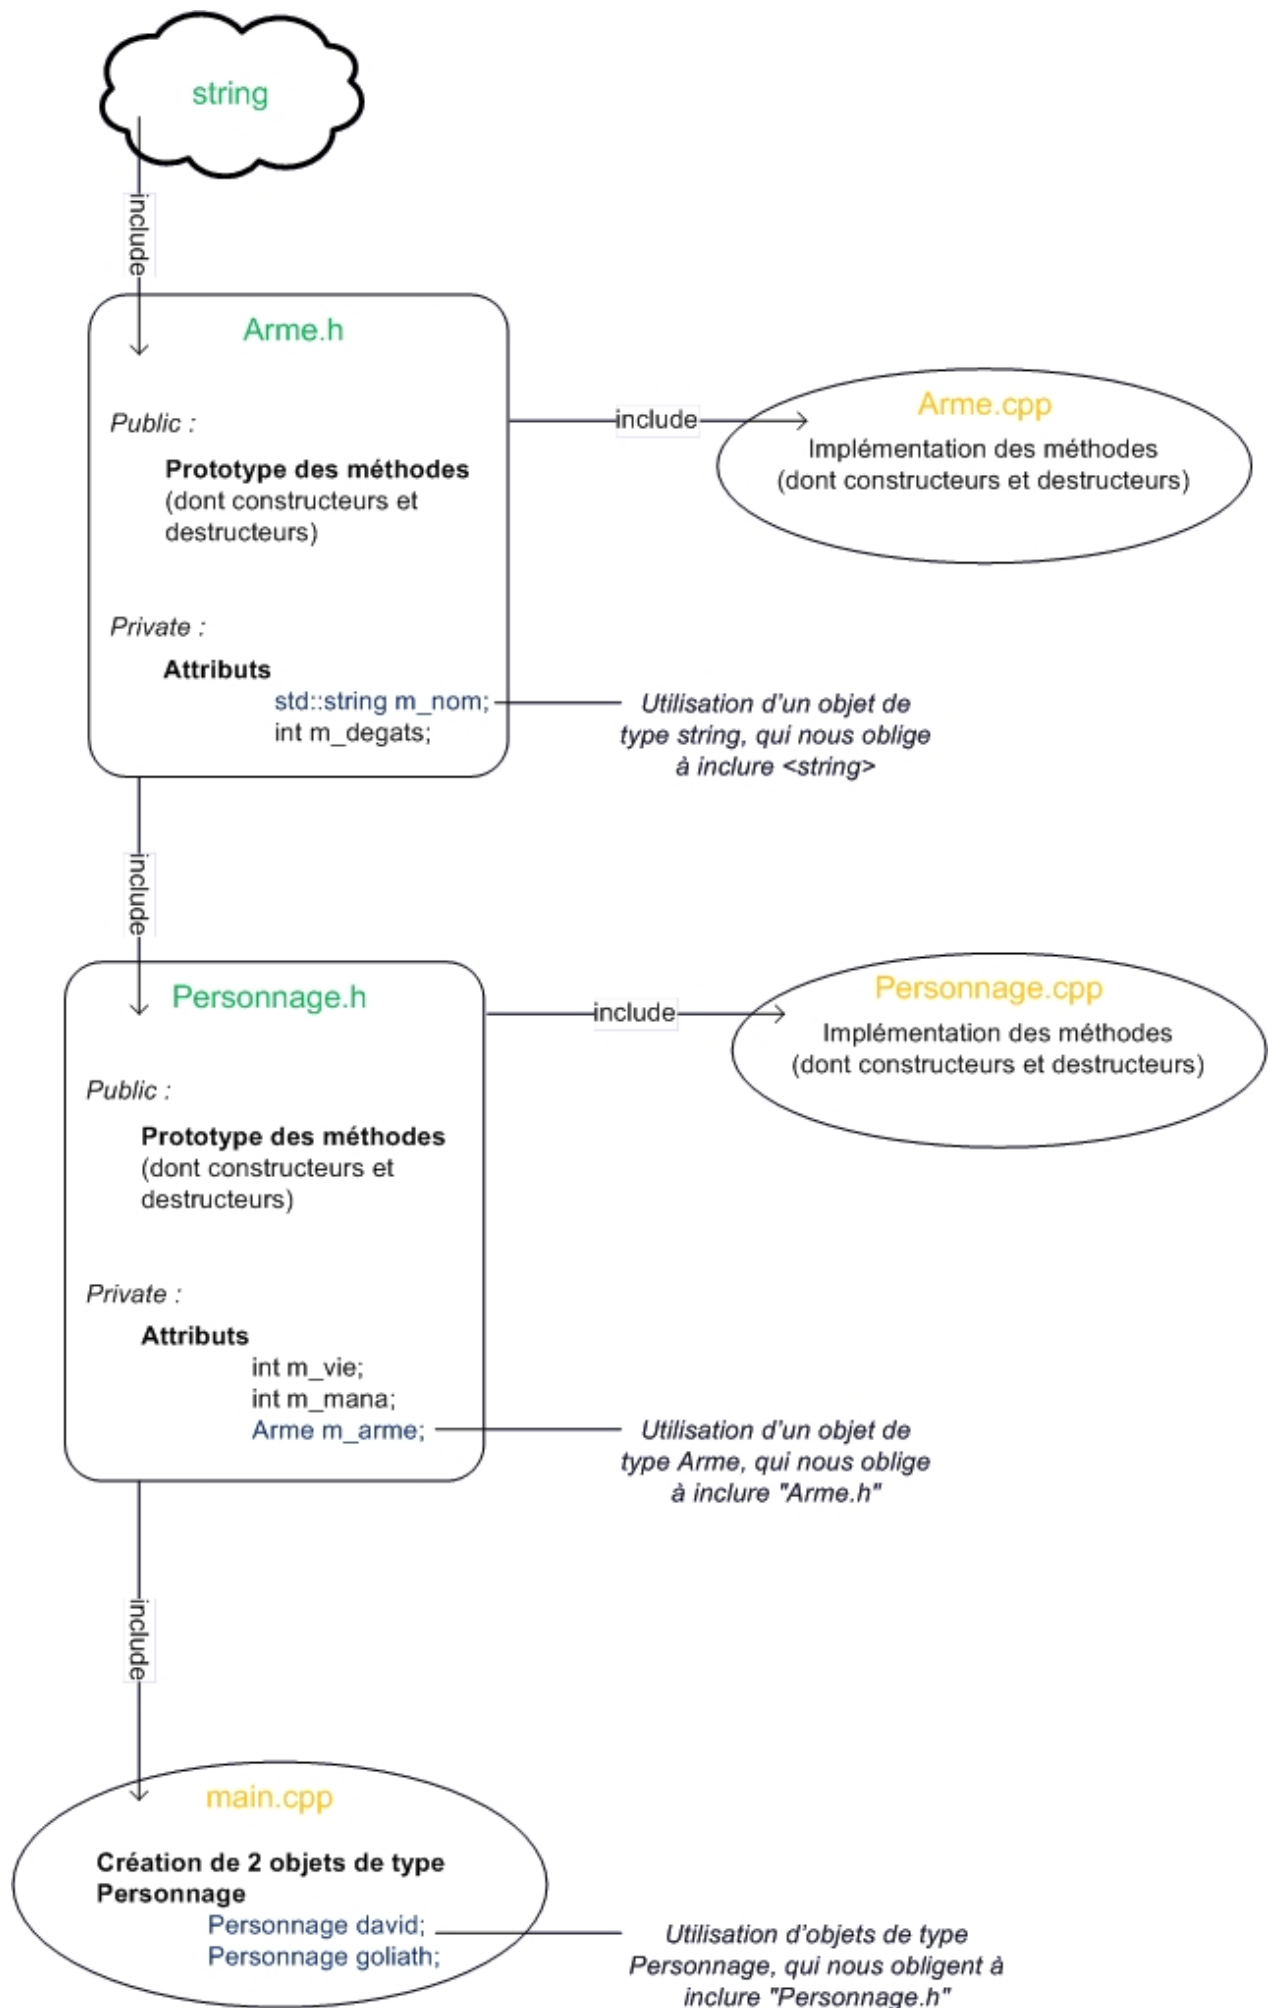 string
include
Arme.h
Public :
Prototype des méthodes
(dont constructeurs et
destructeurs)
Private :
Attributs
std::string m_nom;
int m_degats;
include
Arme.cpp
Implémentation des méthodes
(dont constructeurs et destructeurs)
Utilisation d'un objet de
type string, qui nous oblige
à inclure <string>
include
Personnage.h
Public :
Prototype des méthodes
(dont constructeurs et
destructeurs)
Private :
Attributs
int m_vie;
int m_mana;
Arme m_arme;
include
Personnage.cpp
Implémentation des méthodes
(dont constructeurs et destructeurs)
Utilisation d'un objet de
type Arme, qui nous oblige
à inclure "Arme.h"
include
main.cpp
Création de 2 objets de type
Personnage
Personnage david;
Personnage goliath;
Utilisation d'objets de type
Personnage, qui nous obligent à
inclure "Personnage.h"